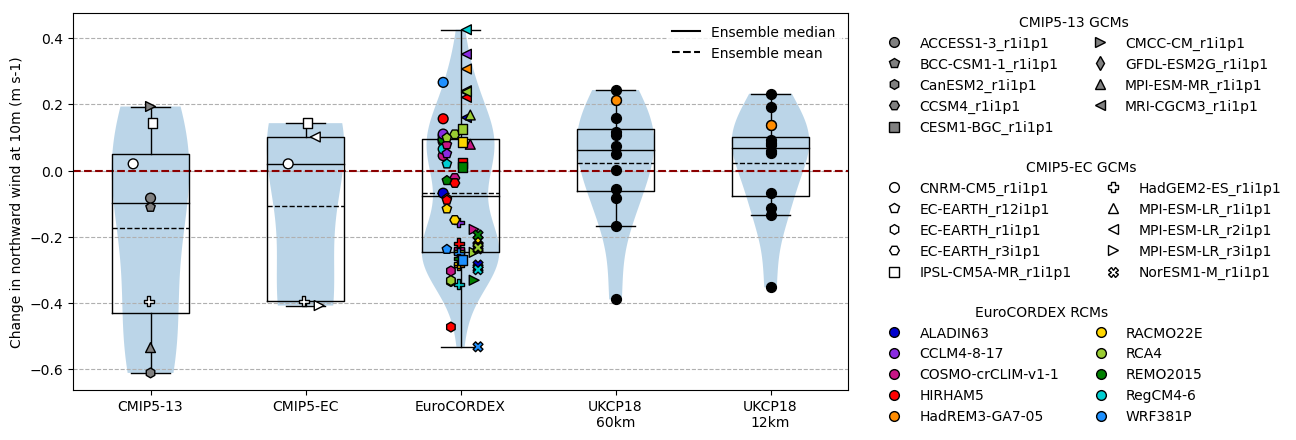 Change in northward wind at 10m (m s-1)
0.4
0.2
0.0
−0.2
−0.4
−0.6
Ensemble median
Ensemble mean
CMIP5-13
CMIP5-EC
EuroCORDEX
UKCP18
60km
UKCP18
12km
CMIP5-13 GCMs
ACCESS1-3_r1i1p1
BCC-CSM1-1_r1i1p1
CanESM2_r1i1p1
CCSM4_r1i1p1
CESM1-BGC_r1i1p1
CMCC-CM_r1i1p1
GFDL-ESM2G_r1i1p1
MPI-ESM-MR_r1i1p1
MRI-CGCM3_r1i1p1
CMIP5-EC GCMs
CNRM-CM5_r1i1p1
EC-EARTH_r12i1p1
EC-EARTH_r1i1p1
EC-EARTH_r3i1p1
IPSL-CM5A-MR_r1i1p1
HadGEM2-ES_r1i1p1
MPI-ESM-LR_r1i1p1
MPI-ESM-LR_r2i1p1
MPI-ESM-LR_r3i1p1
NorESM1-M_r1i1p1
EuroCORDEX RCMs
ALADIN63
CCLM4-8-17
COSMO-crCLIM-v1-1
HIRHAM5
HadREM3-GA7-05
RACMO22E
RCA4
REMO2015
RegCM4-6
WRF381P